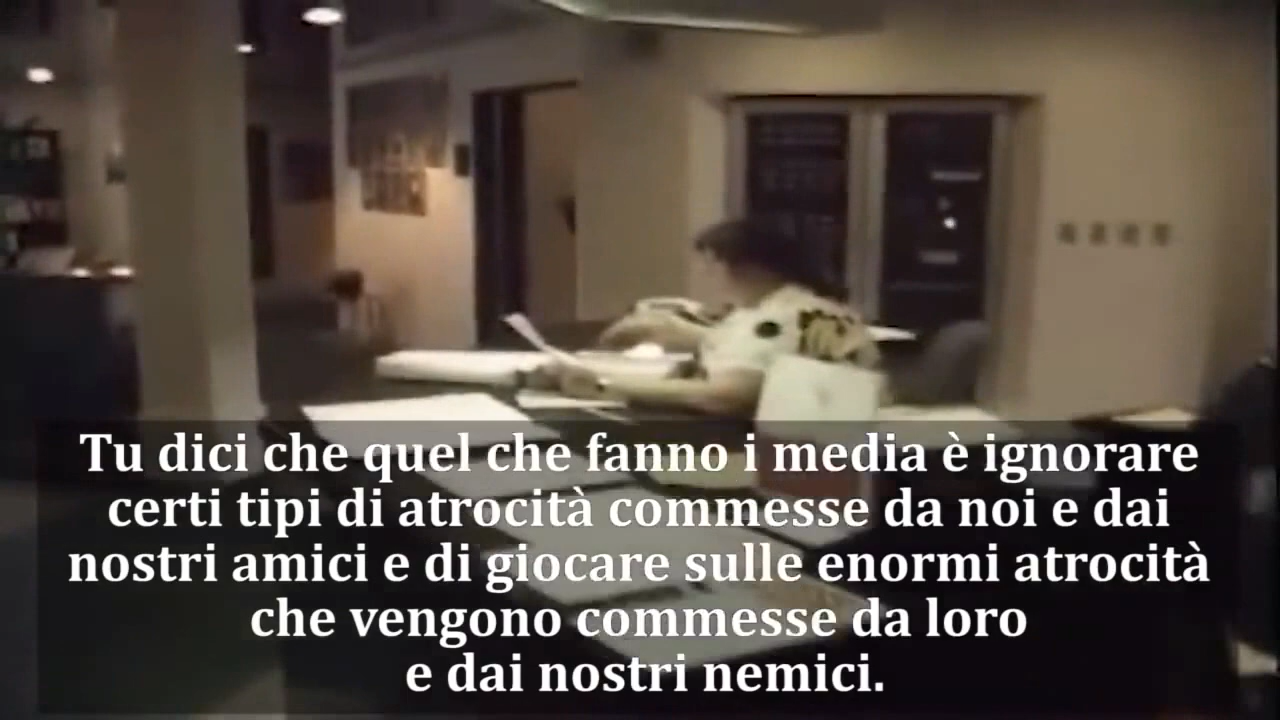 Tu dici che quel che fanno i media è ignorare
certi tipi di atrocità commesse da noi e dai
nostri amici e di giocare sulle enormi atrocità
che vengono commesse da loro
e dai nostri nemici.